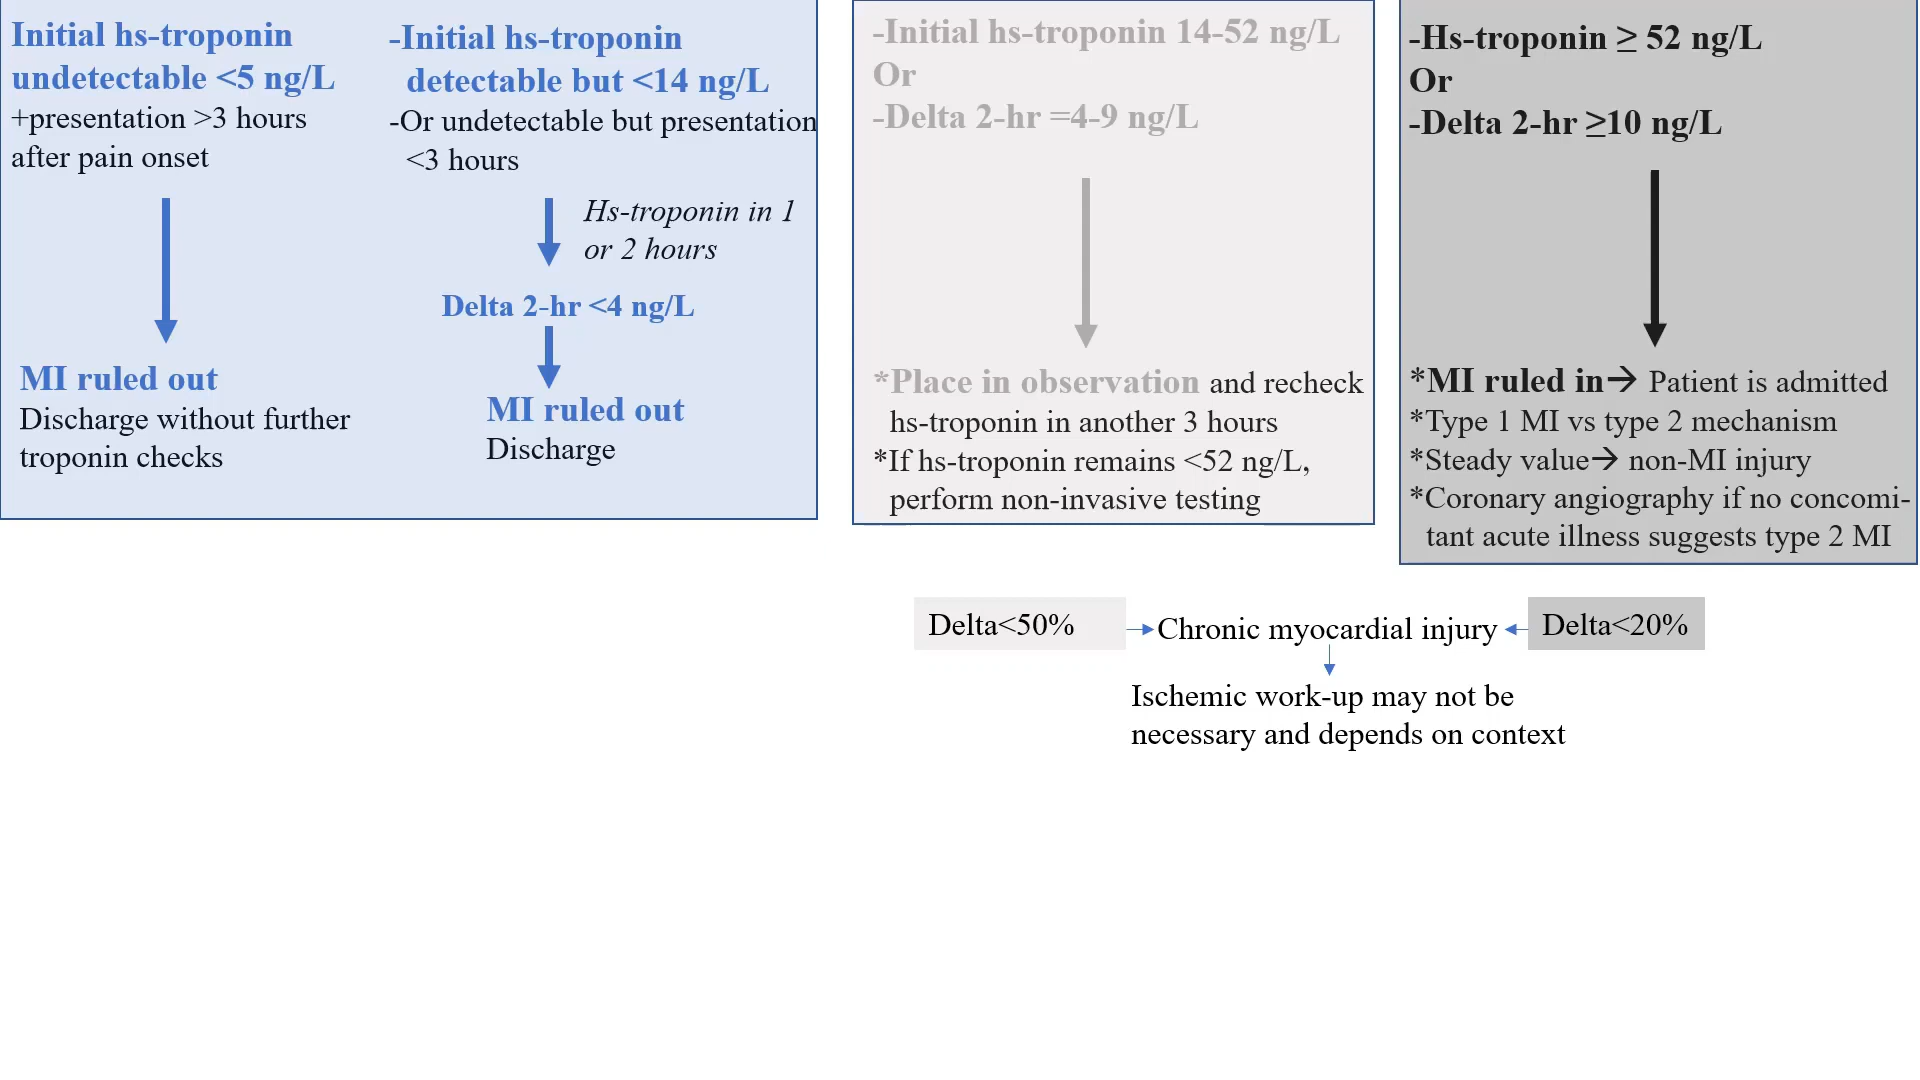 Initial hs-troponin
undetectable <5 ng/L
+presentation >3 hours
after pain onset
MI ruled out
Discharge without further
troponin checks
-Initial hs-troponin
detectable but <14 ng/L
-Or undetectable but presentation
<3 hours
Hs-troponin in 1
or 2 hours
Delta 2-hr <4 ng/L
MI ruled out
Discharge
-Initial hs-troponin 14-52 ng/L
Or
-Delta 2-hr =4-9 ng/L
*Place in observation and recheck
hs-troponin in another 3 hours
*If hs-troponin remains <52 ng/L,
perform non-invasive testing
-Hs-troponin ≥ 52 ng/L
Or
-Delta 2-hr ≥10 ng/L
*MI ruled in→ Patient is admitted
*Type 1 MI vs type 2 mechanism
*Steady value→ non-MI injury
*Coronary angiography if no concomi-
tant acute illness suggests type 2 MI
Delta<50%
Chronic myocardial injury
Delta<20%
Ischemic work-up may not be
necessary and depends on context